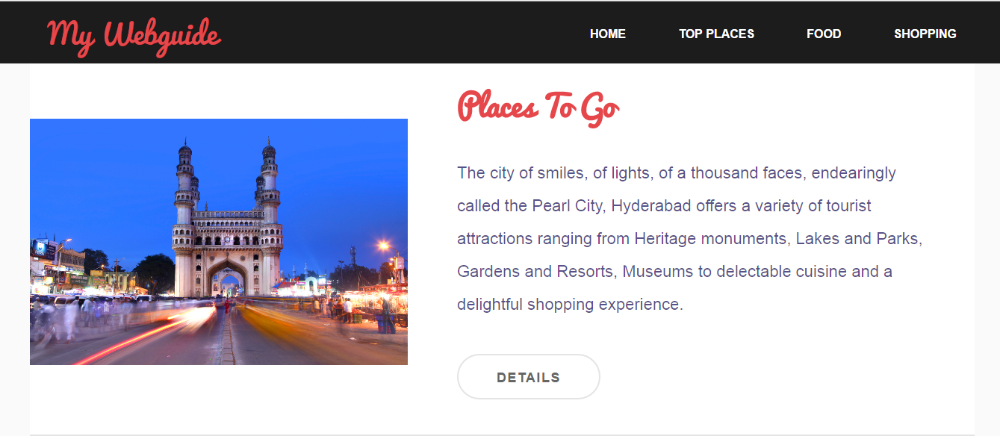 My Webguide
HOME
TOP PLACES
FOOD
SHOPPING
Places To Go
The city of smiles, of lights, of a thousand faces, endearingly
called the Pearl City, Hyderabad offers a variety of tourist
attractions ranging from Heritage monuments, Lakes and Parks,
Gardens and Resorts, Museums to delectable cuisine and a
delightful shopping experience.
DETAILS